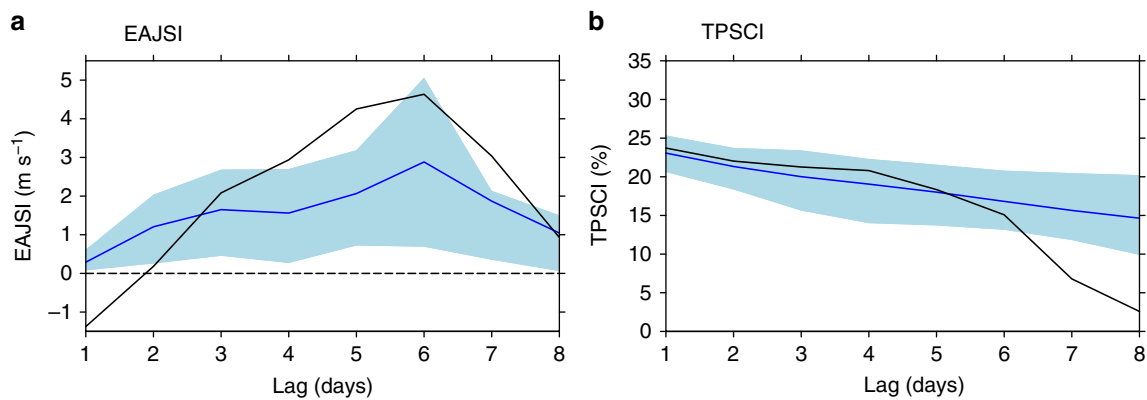 a EAJSI
EAJSI (m s⁻¹)
5
4
3
2
1
0
–1
1 2 3 4 5 6 7 8
Lag (days)
b TPSCI
TPSCI (%)
35
30
25
20
15
10
5
0
1 2 3 4 5 6 7 8
Lag (days)